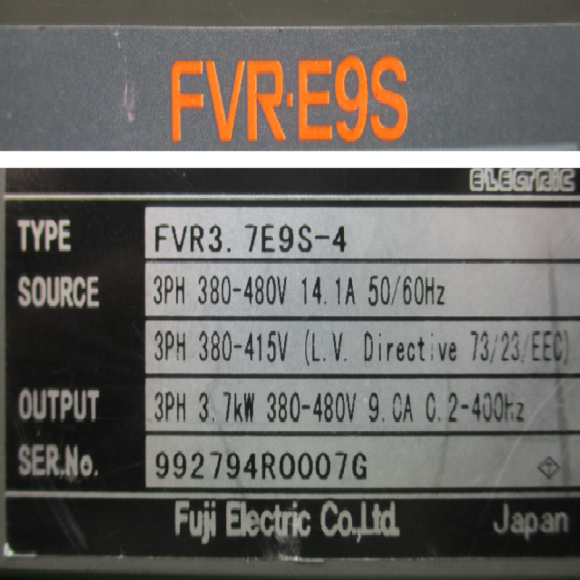 FVR·E9S
ELECTRIC
TYPE FVR3.7E9S-4
SOURCE 3PH 380-480V 14.1A 50/60Hz
3PH 380-415V (L.V. Directive 73/23/EEC)
OUTPUT 3PH 3.7kW 380-480V 9.0A 0.2-400Hz
SER.No. 992794R0007G
Fuji Electric Co.,Ltd. Japan